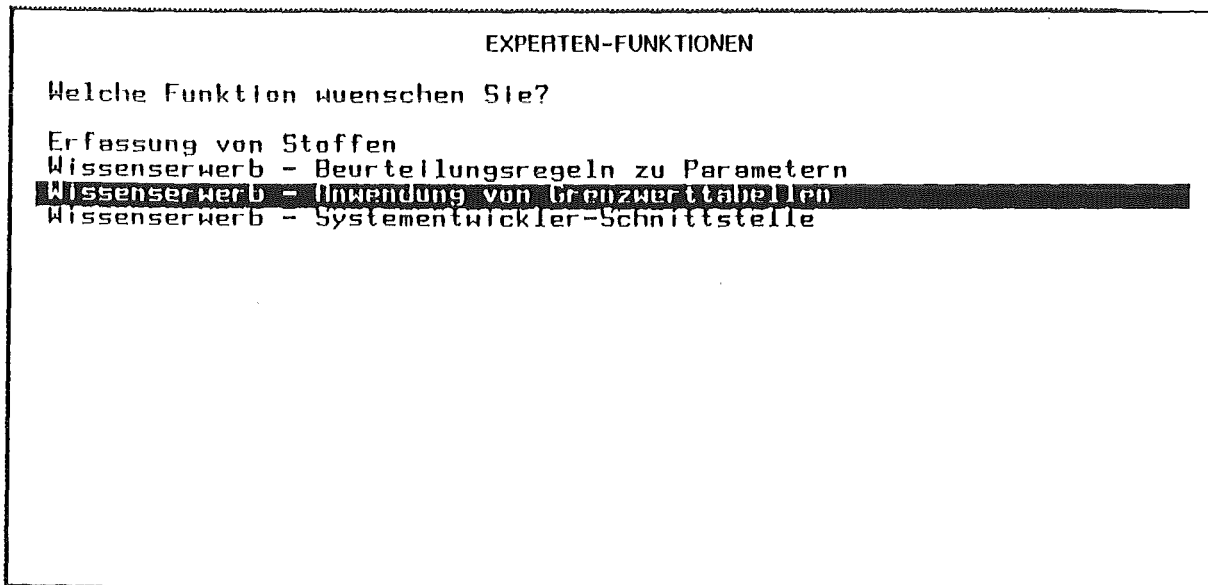 EXPERTEN-FUNKTIONEN
Welche Funktion wuenschen Sie?
Erfassung von Stoffen
Wissenserwerb - Beurteilungsregeln zu Parametern
Wissenserwerb - Anwendung von Grenzwerttabellen
Wissenserwerb - Systementwickler-Schnittstelle